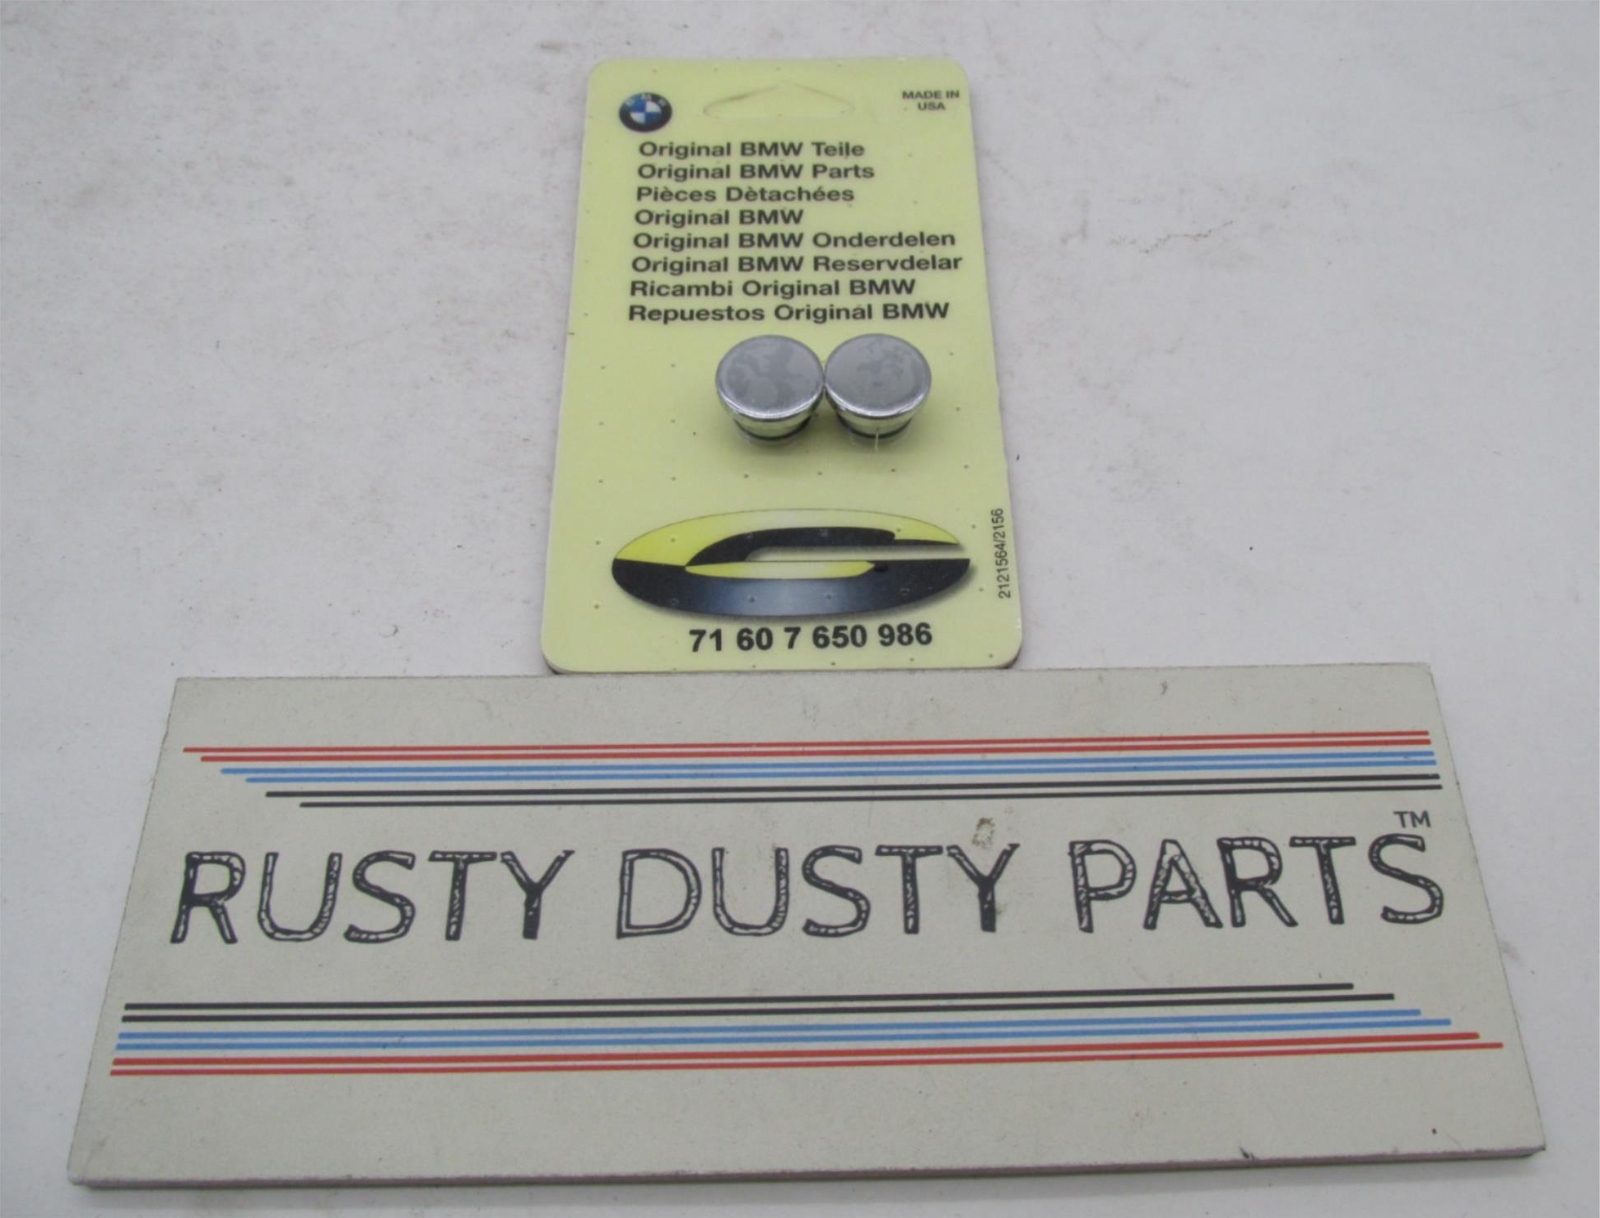 MADE IN
USA
BMW
Original BMW Teile
Original BMW Parts
Pièces Dètachées
Original BMW
Original BMW Onderdelen
Original BMW Reservdelar
Ricambi Original BMW
Repuestos Original BMW
2121564/2156
71 60 7 650 986
RUSTY DUSTY PARTS™